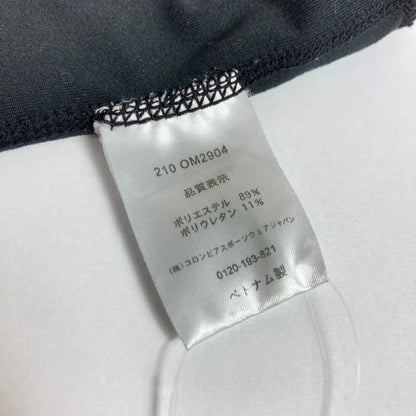 210 OM2904
品質表示
ポリエステル 89%
ポリウレタン 11%
(株)コロンビアスポーツウェアジャパン
0120-193-821
ベトナム製